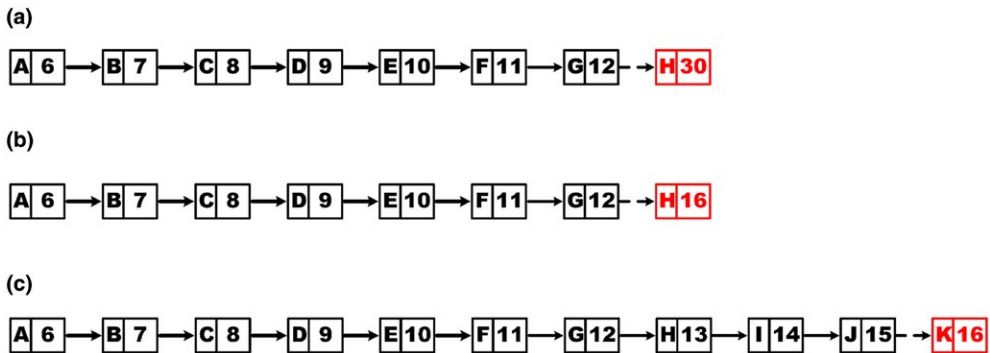 (a)
A 6 B 7 C 8 D 9 E 10 F 11 G 12 H 30
(b)
A 6 B 7 C 8 D 9 E 10 F 11 G 12 H 16
(c)
A 6 B 7 C 8 D 9 E 10 F 11 G 12 H 13 I 14 J 15 K 16